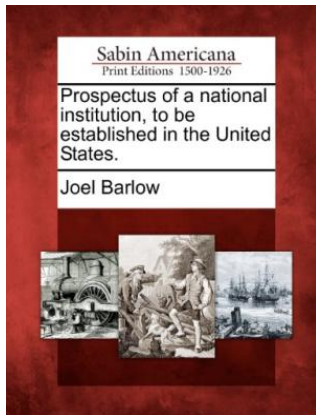 Sabin Americana
Print Editions 1500-1926
Prospectus of a national
institution, to be
established in the United
States.
Joel Barlow